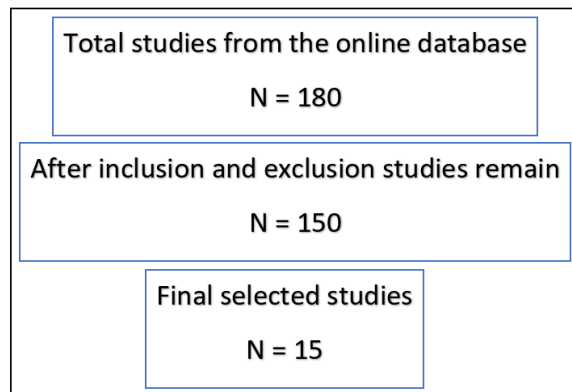 Total studies from the online database
N = 180
After inclusion and exclusion studies remain
N = 150
Final selected studies
N = 15